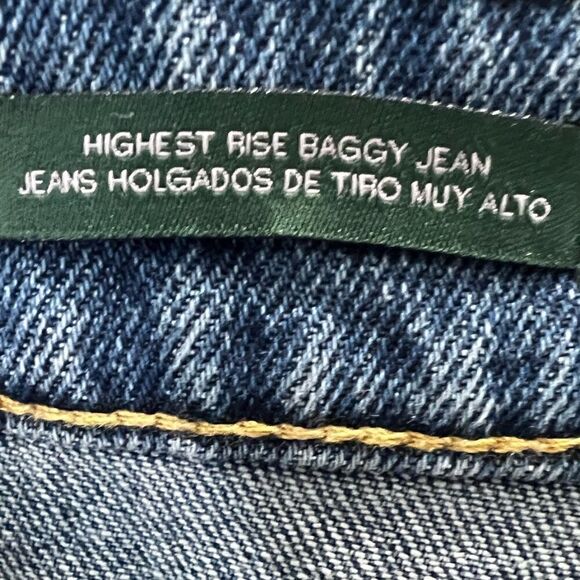 HIGHEST RISE BAGGY JEAN
JEANS HOLGADOS DE TIRO MUY ALTO